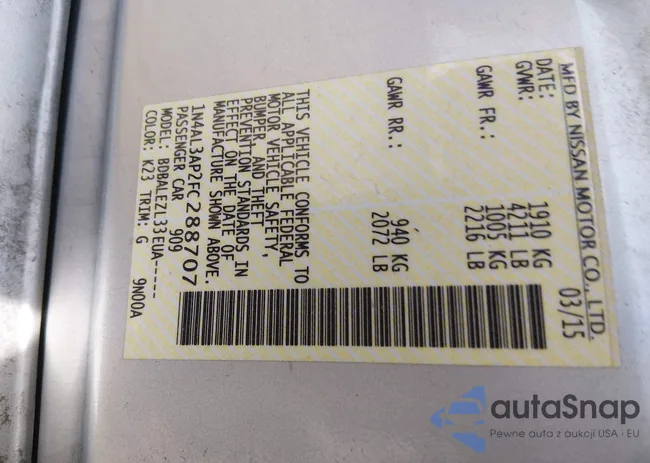 MFD BY NISSAN MOTOR CO., LTD.
DATE: 03/15
GVWR: 1910 KG
4211 LB
GAWR FR.: 1005 KG
2216 LB
GAWR RR.: 940 KG
2072 LB
THIS VEHICLE CONFORMS TO
ALL APPLICABLE FEDERAL
MOTOR VEHICLE SAFETY,
BUMPER, AND THEFT
PREVENTION STANDARDS IN
EFFECT ON THE DATE OF
MANUFACTURE SHOWN ABOVE.
1N4AL3AP2FC288707
PASSENGER CAR 909
MODEL: BDBALEZL33EUA-----
COLOR: K23 TRIM: G 9N00A
autaSnap
Pewne auta z aukcji USA · EU